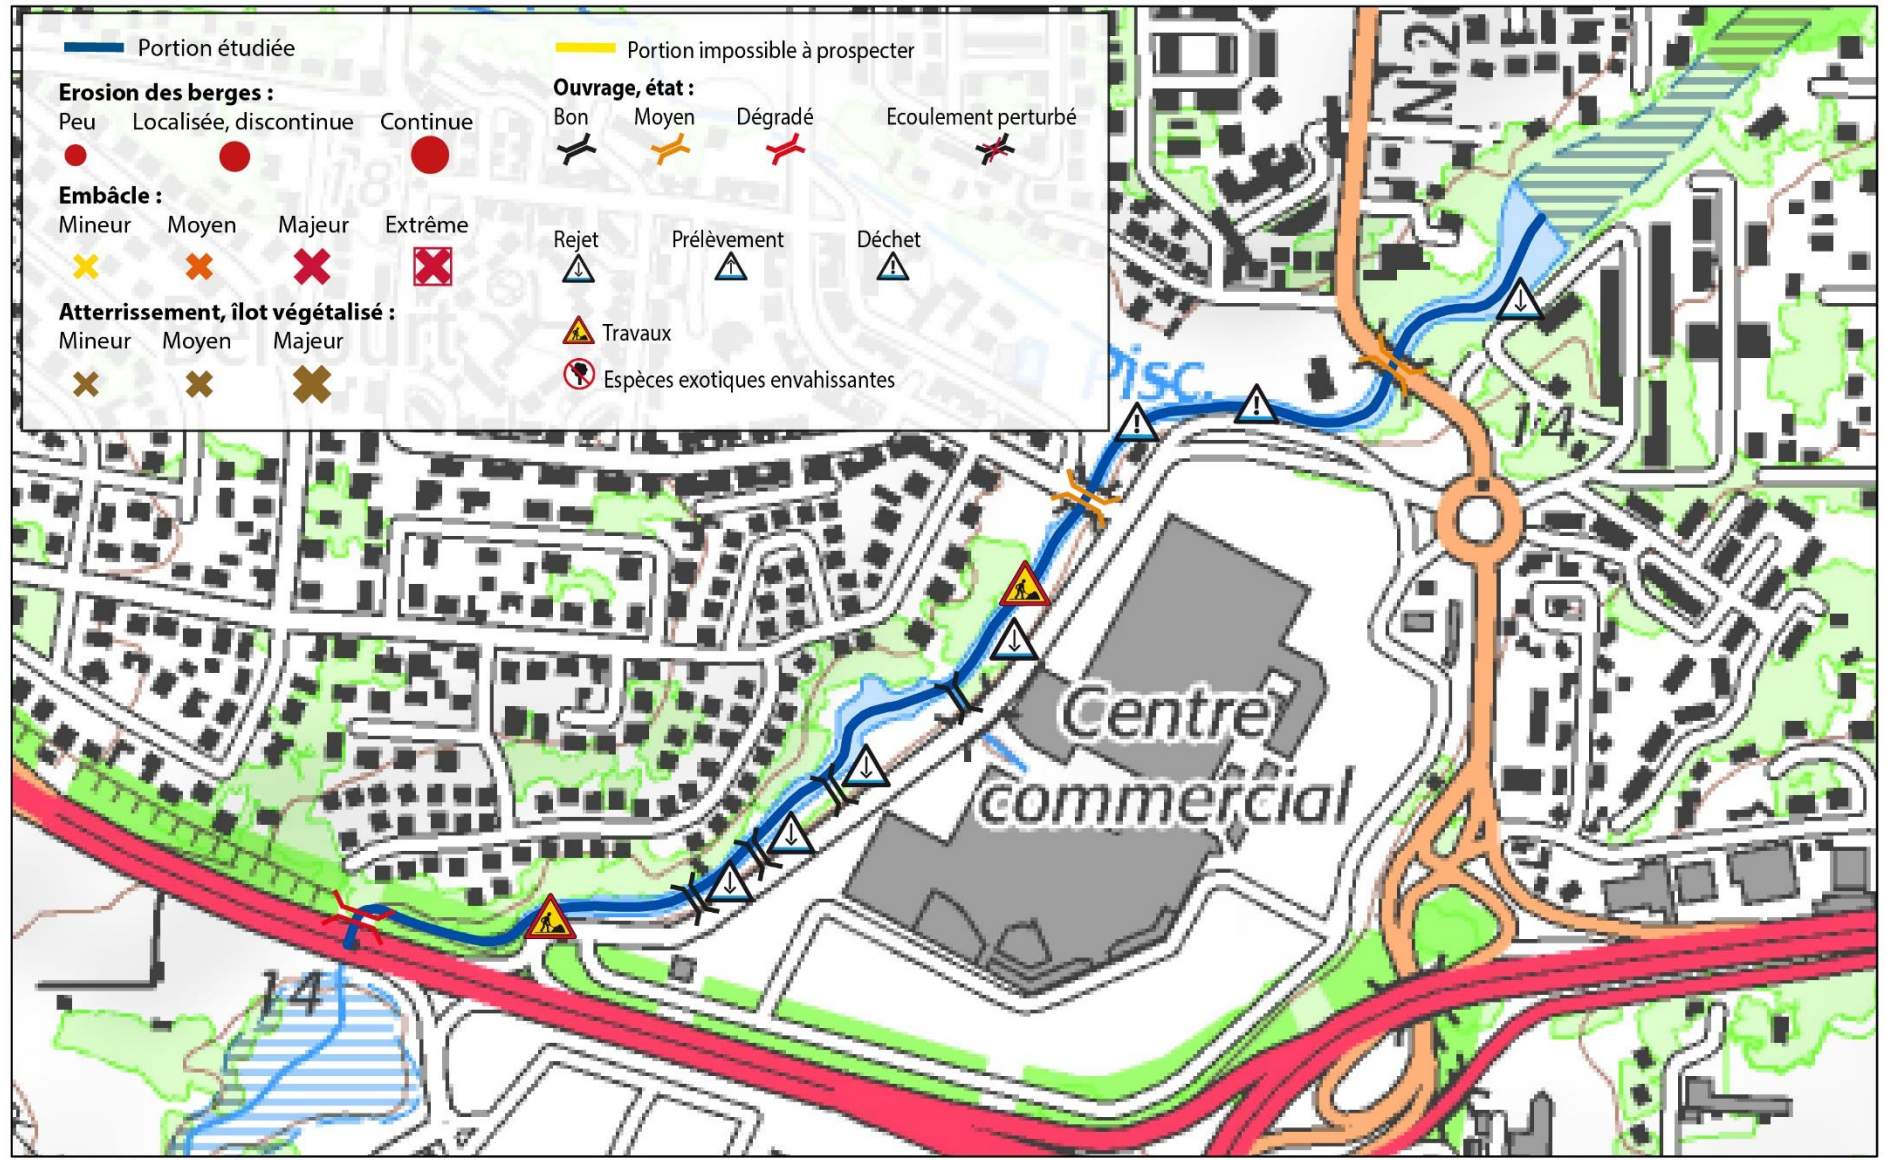 Portion étudiée
Portion impossible à prospecter
Erosion des berges :
Peu Localisée, discontinue Continue
Ouvrage, état :
Bon Moyen Dégradé Ecoulement perturbé
Embâcle :
Mineur Moyen Majeur Extrême
Rejet Prélèvement Déchet
Atterrissement, îlot végétalisé :
Mineur Moyen Majeur
Travaux
Espèces exotiques envahissantes
18
N.2
Pisc.
14
Centre
commercial
14